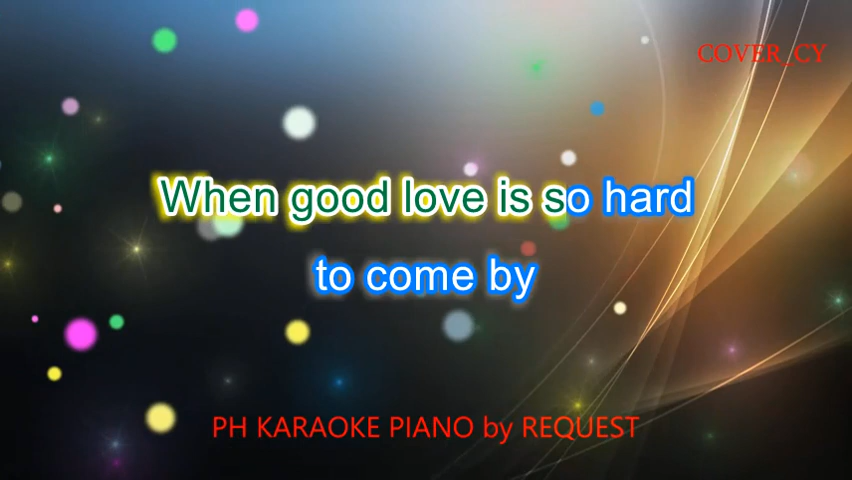 COVER_CY
When good love is so hard
to come by
PH KARAOKE PIANO by REQUEST